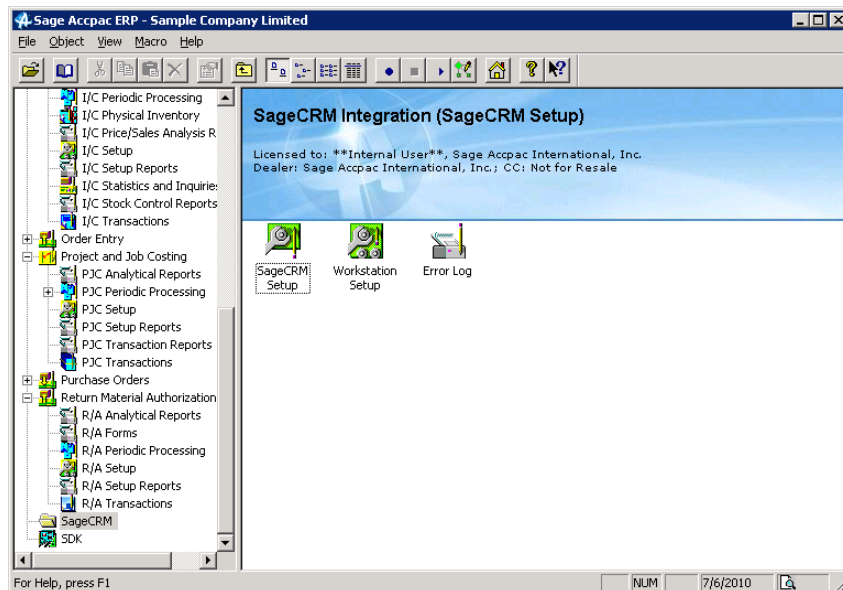 Sage Accpac ERP - Sample Company Limited
File Object View Macro Help
I/C Periodic Processing
I/C Physical Inventory
I/C Price/Sales Analysis R
I/C Setup
I/C Setup Reports
I/C Statistics and Inquiries
I/C Stock Control Reports
I/C Transactions
Order Entry
Project and Job Costing
PJC Analytical Reports
PJC Periodic Processing
PJC Setup
PJC Setup Reports
PJC Transaction Reports
PJC Transactions
Purchase Orders
Return Material Authorization
R/A Analytical Reports
R/A Forms
R/A Periodic Processing
R/A Setup
R/A Setup Reports
R/A Transactions
SageCRM
SDK
SageCRM Integration (SageCRM Setup)
Licensed to: **Internal User**, Sage Accpac International, Inc.
Dealer: Sage Accpac International, Inc.; CC: Not for Resale
SageCRM Setup
Workstation Setup
Error Log
For Help, press F1
NUM
7/6/2010